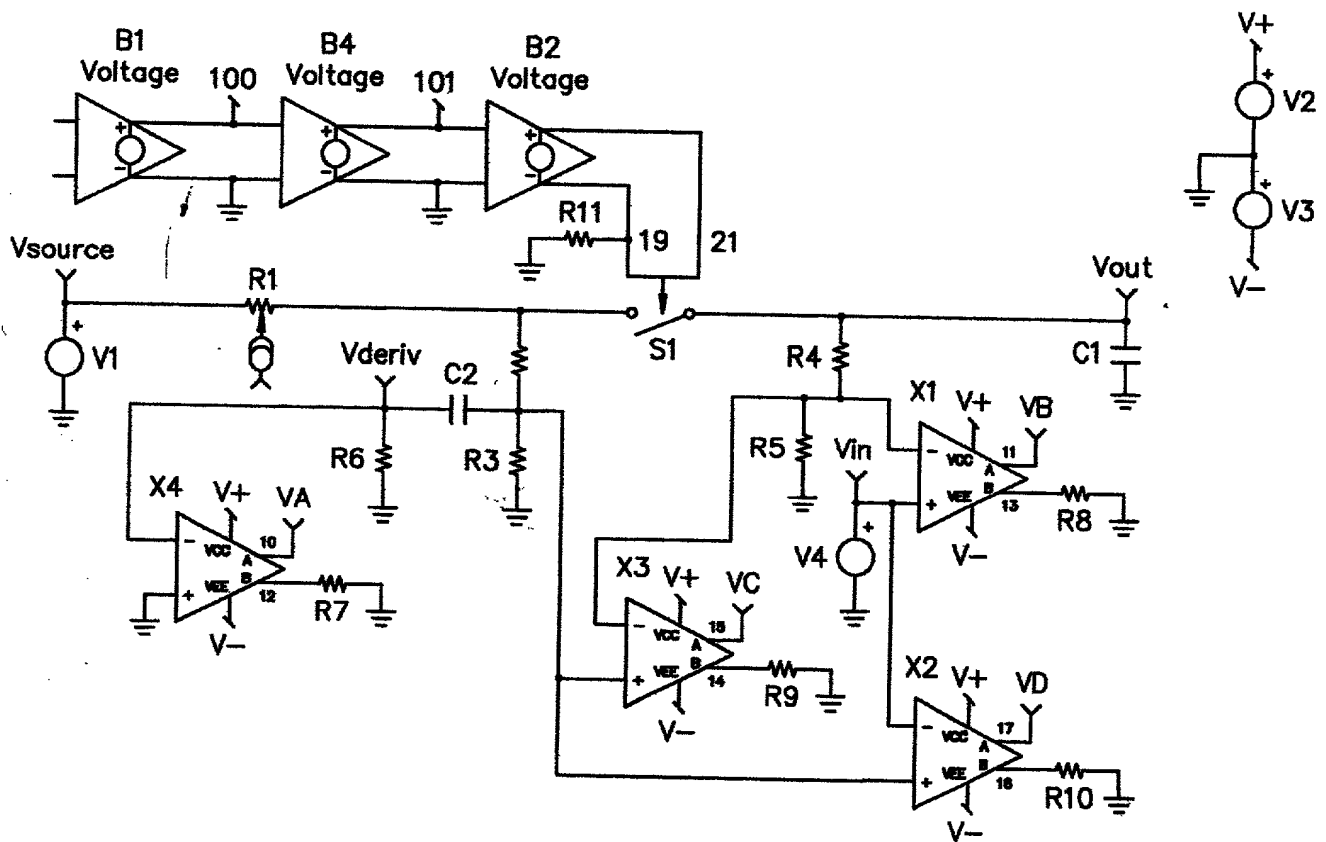 B1
Voltage
100
B4
Voltage
101
B2
Voltage
V+
+
V2
+
V3
V-
+
-
+
-
+
-
R11
19
21
Vsource
R1
Vout
+
V1
S1
C1
Vderiv
C2
R4
R6
R3
R5
Vin
X1
V+
VB
-
VCC
A
11
B
VEE
+
13
R8
V-
+
V4
X4
V+
VA
-
VCC
A
10
B
VEE
+
12
R7
V-
X3
V+
VC
-
VCC
A
15
B
VEE
+
14
R9
V-
X2
V+
VD
-
VCC
A
17
B
VEE
+
16
R10
V-